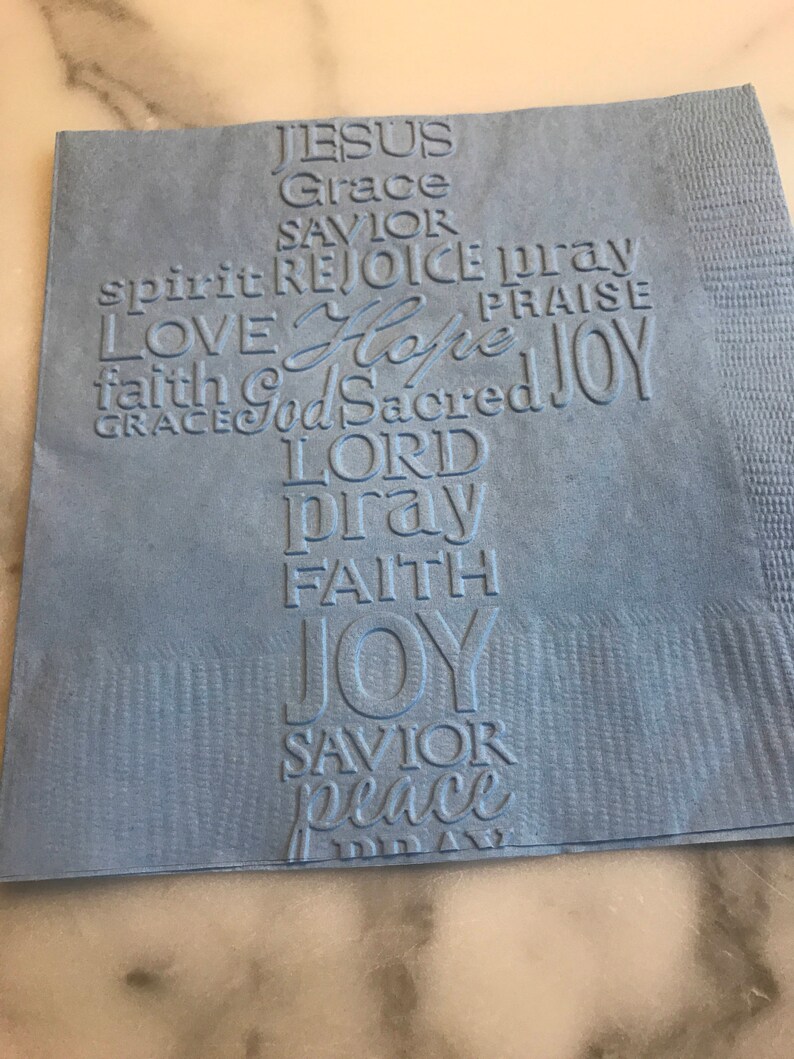 JESUS
Grace
SAVIOR
spirit REJOICE pray
PRAISE
LOVE Hope JOY
faith God Sacred
GRACE
LORD
pray
FAITH
JOY
SAVIOR
peace
PRAY